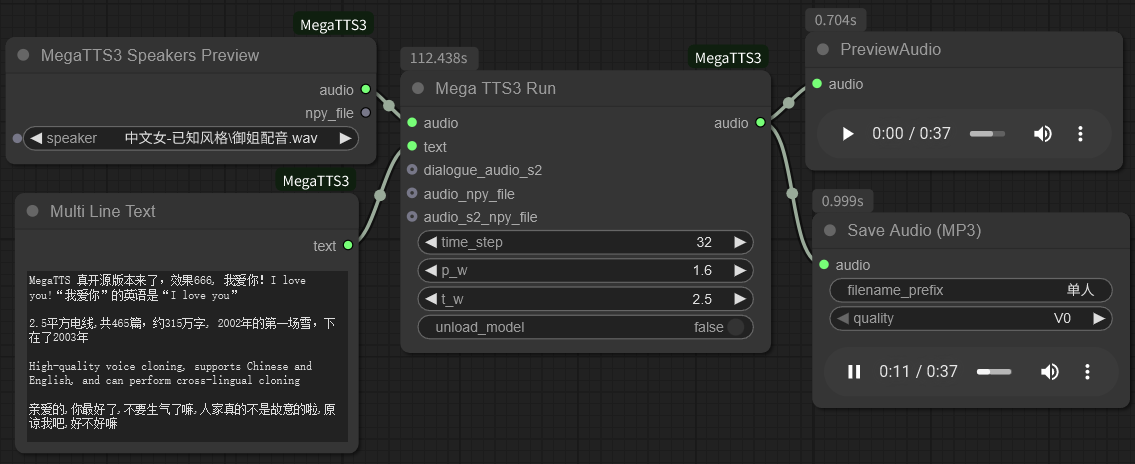 MegaTTS3
MegaTTS3 Speakers Preview
audio
npy_file
speaker 中文女-已知风格\御姐配音.wav
MegaTTS3
Multi Line Text
text
MegaTTS 真开源版本来了，效果666, 我爱你！I love
you!“我爱你”的英语是“I love you”
2.5平方电线,共465篇，约315万字, 2002年的第一场雪，下
在了2003年
High-quality voice cloning, supports Chinese and
English, and can perform cross-lingual cloning
亲爱的,你最好了,不要生气了嘛,人家真的不是故意的啦,原
谅我吧,好不好嘛
112.438s
MegaTTS3
Mega TTS3 Run
audio audio
text
dialogue_audio_s2
audio_npy_file
audio_s2_npy_file
time_step 32
p_w 1.6
t_w 2.5
unload_model false
0.704s
PreviewAudio
audio
0:00 / 0:37
0.999s
Save Audio (MP3)
audio
filename_prefix 单人
quality V0
0:11 / 0:37